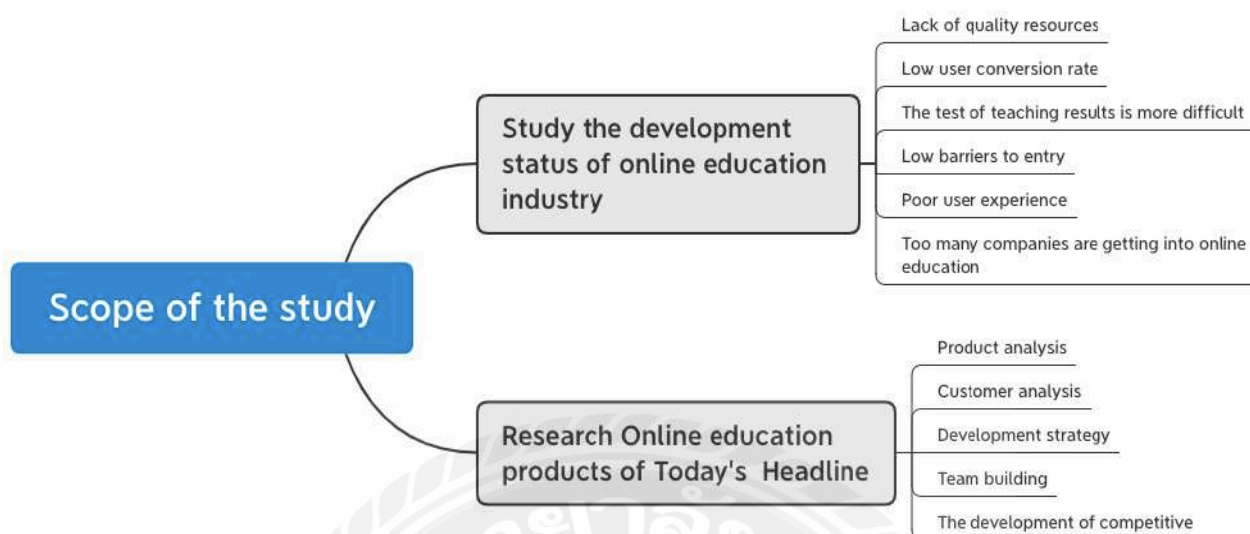 Lack of quality resources
Low user conversion rate
Study the development
status of online education
industry
The test of teaching results is more difficult
Low barriers to entry
Poor user experience
Too many companies are getting into online
education
Scope of the study
Product analysis
Customer analysis
Research Online education
products of Today's Headline
Development strategy
Team building
The development of competitive